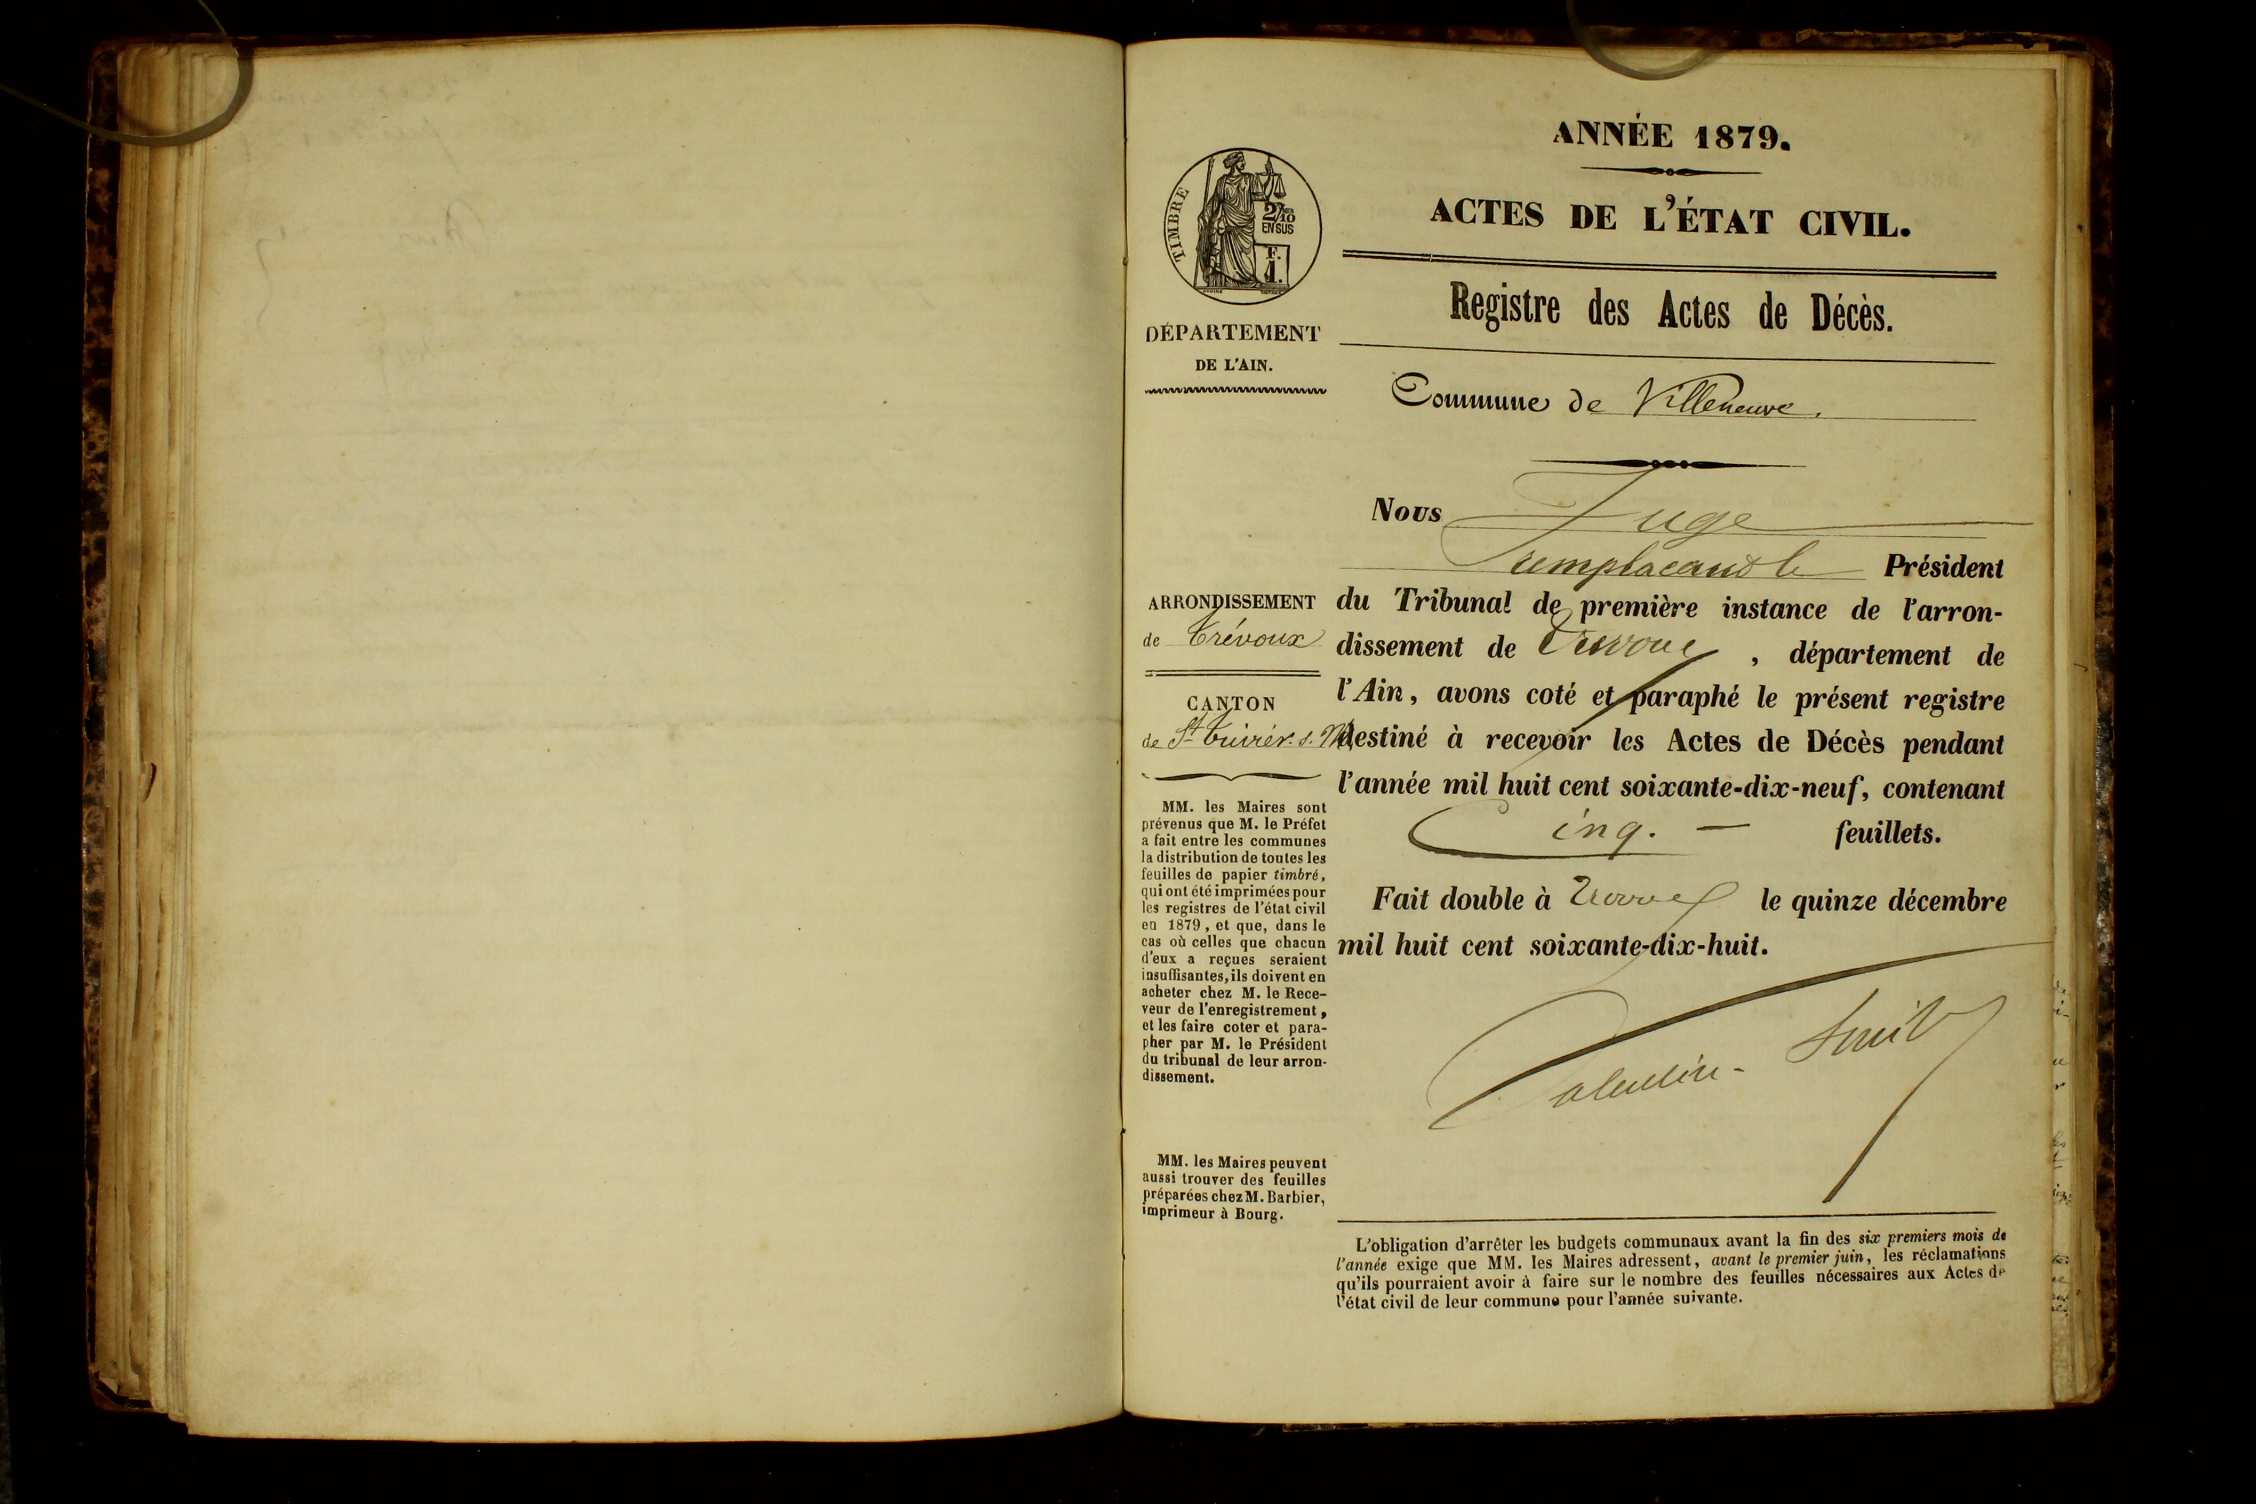 ANNÉE 1879.
ACTES DE L'ÉTAT CIVIL.
Registre des Actes de Décès.
Commune de Villeneuve.
Nous Juge
remplaçant le Président
du Tribunal de première instance de l'arron-
dissement de Trévoux, département de
l'Ain, avons coté et paraphé le présent registre
destiné à recevoir les Actes de Décès pendant
l'année mil huit cent soixante-dix-neuf, contenant
Cinq. — feuillets.
Fait double à Trévoux le quinze décembre
mil huit cent soixante-dix-huit.
Valentin-Smith
L'obligation d'arrêter les budgets communaux avant la fin des six premiers mois de
l'année exige que MM. les Maires adressent, avant le premier juin, les réclamations
qu'ils pourraient avoir à faire sur le nombre des feuilles nécessaires aux Actes de
l'état civil de leur commune pour l'année suivante.
TIMBRE
2/10
EN SUS
F.
1.
DÉPARTEMENT
DE L'AIN.
ARRONDISSEMENT
de Trévoux
CANTON
de St Trivier. s. M.
MM. les Maires sont
prévenus que M. le Préfet
a fait entre les communes
la distribution de toutes les
feuilles de papier timbré,
qui ont été imprimées pour
les registres de l'état civil
en 1879, et que, dans le
cas où celles que chacun
d'eux a reçues seraient
insuffisantes, ils doivent en
acheter chez M. le Rece-
veur de l'enregistrement,
et les faire coter et para-
pher par M. le Président
du tribunal de leur arron-
dissement.
MM. les Maires peuvent
aussi trouver des feuilles
préparées chez M. Barbier,
imprimeur à Bourg.